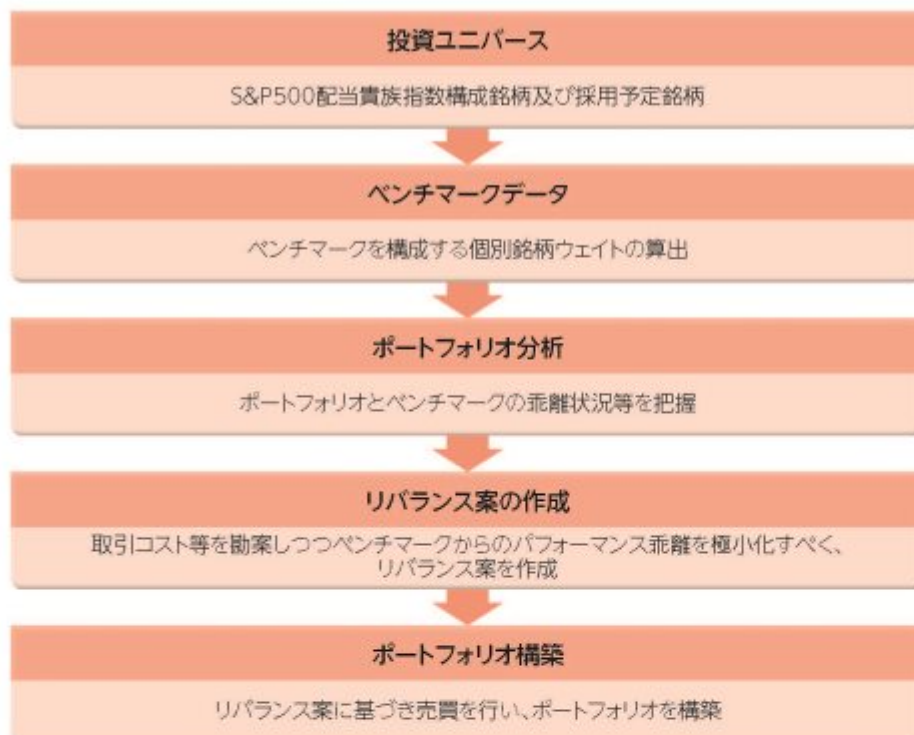 投資ユニバース
S&P500配当貴族指数構成銘柄及び採用予定銘柄
ベンチマークデータ
ベンチマークを構成する個別銘柄ウェイトの算出
ポートフォリオ分析
ポートフォリオとベンチマークの乖離状況等を把握
リバランス案の作成
取引コスト等を勘案しつつベンチマークからのパフォーマンス乖離を極小化すべく、
リバランス案を作成
ポートフォリオ構築
リバランス案に基づき売買を行い、ポートフォリオを構築